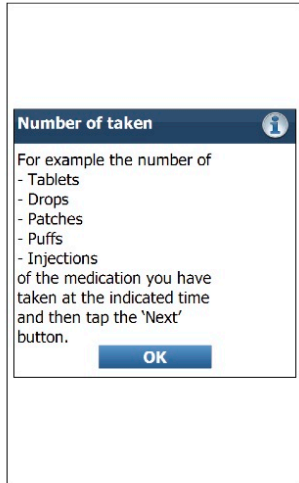 Number of taken
For example the number of
- Tablets
- Drops
- Patches
- Puffs
- Injections
of the medication you have
taken at the indicated time
and then tap the ‘Next’
button.
OK